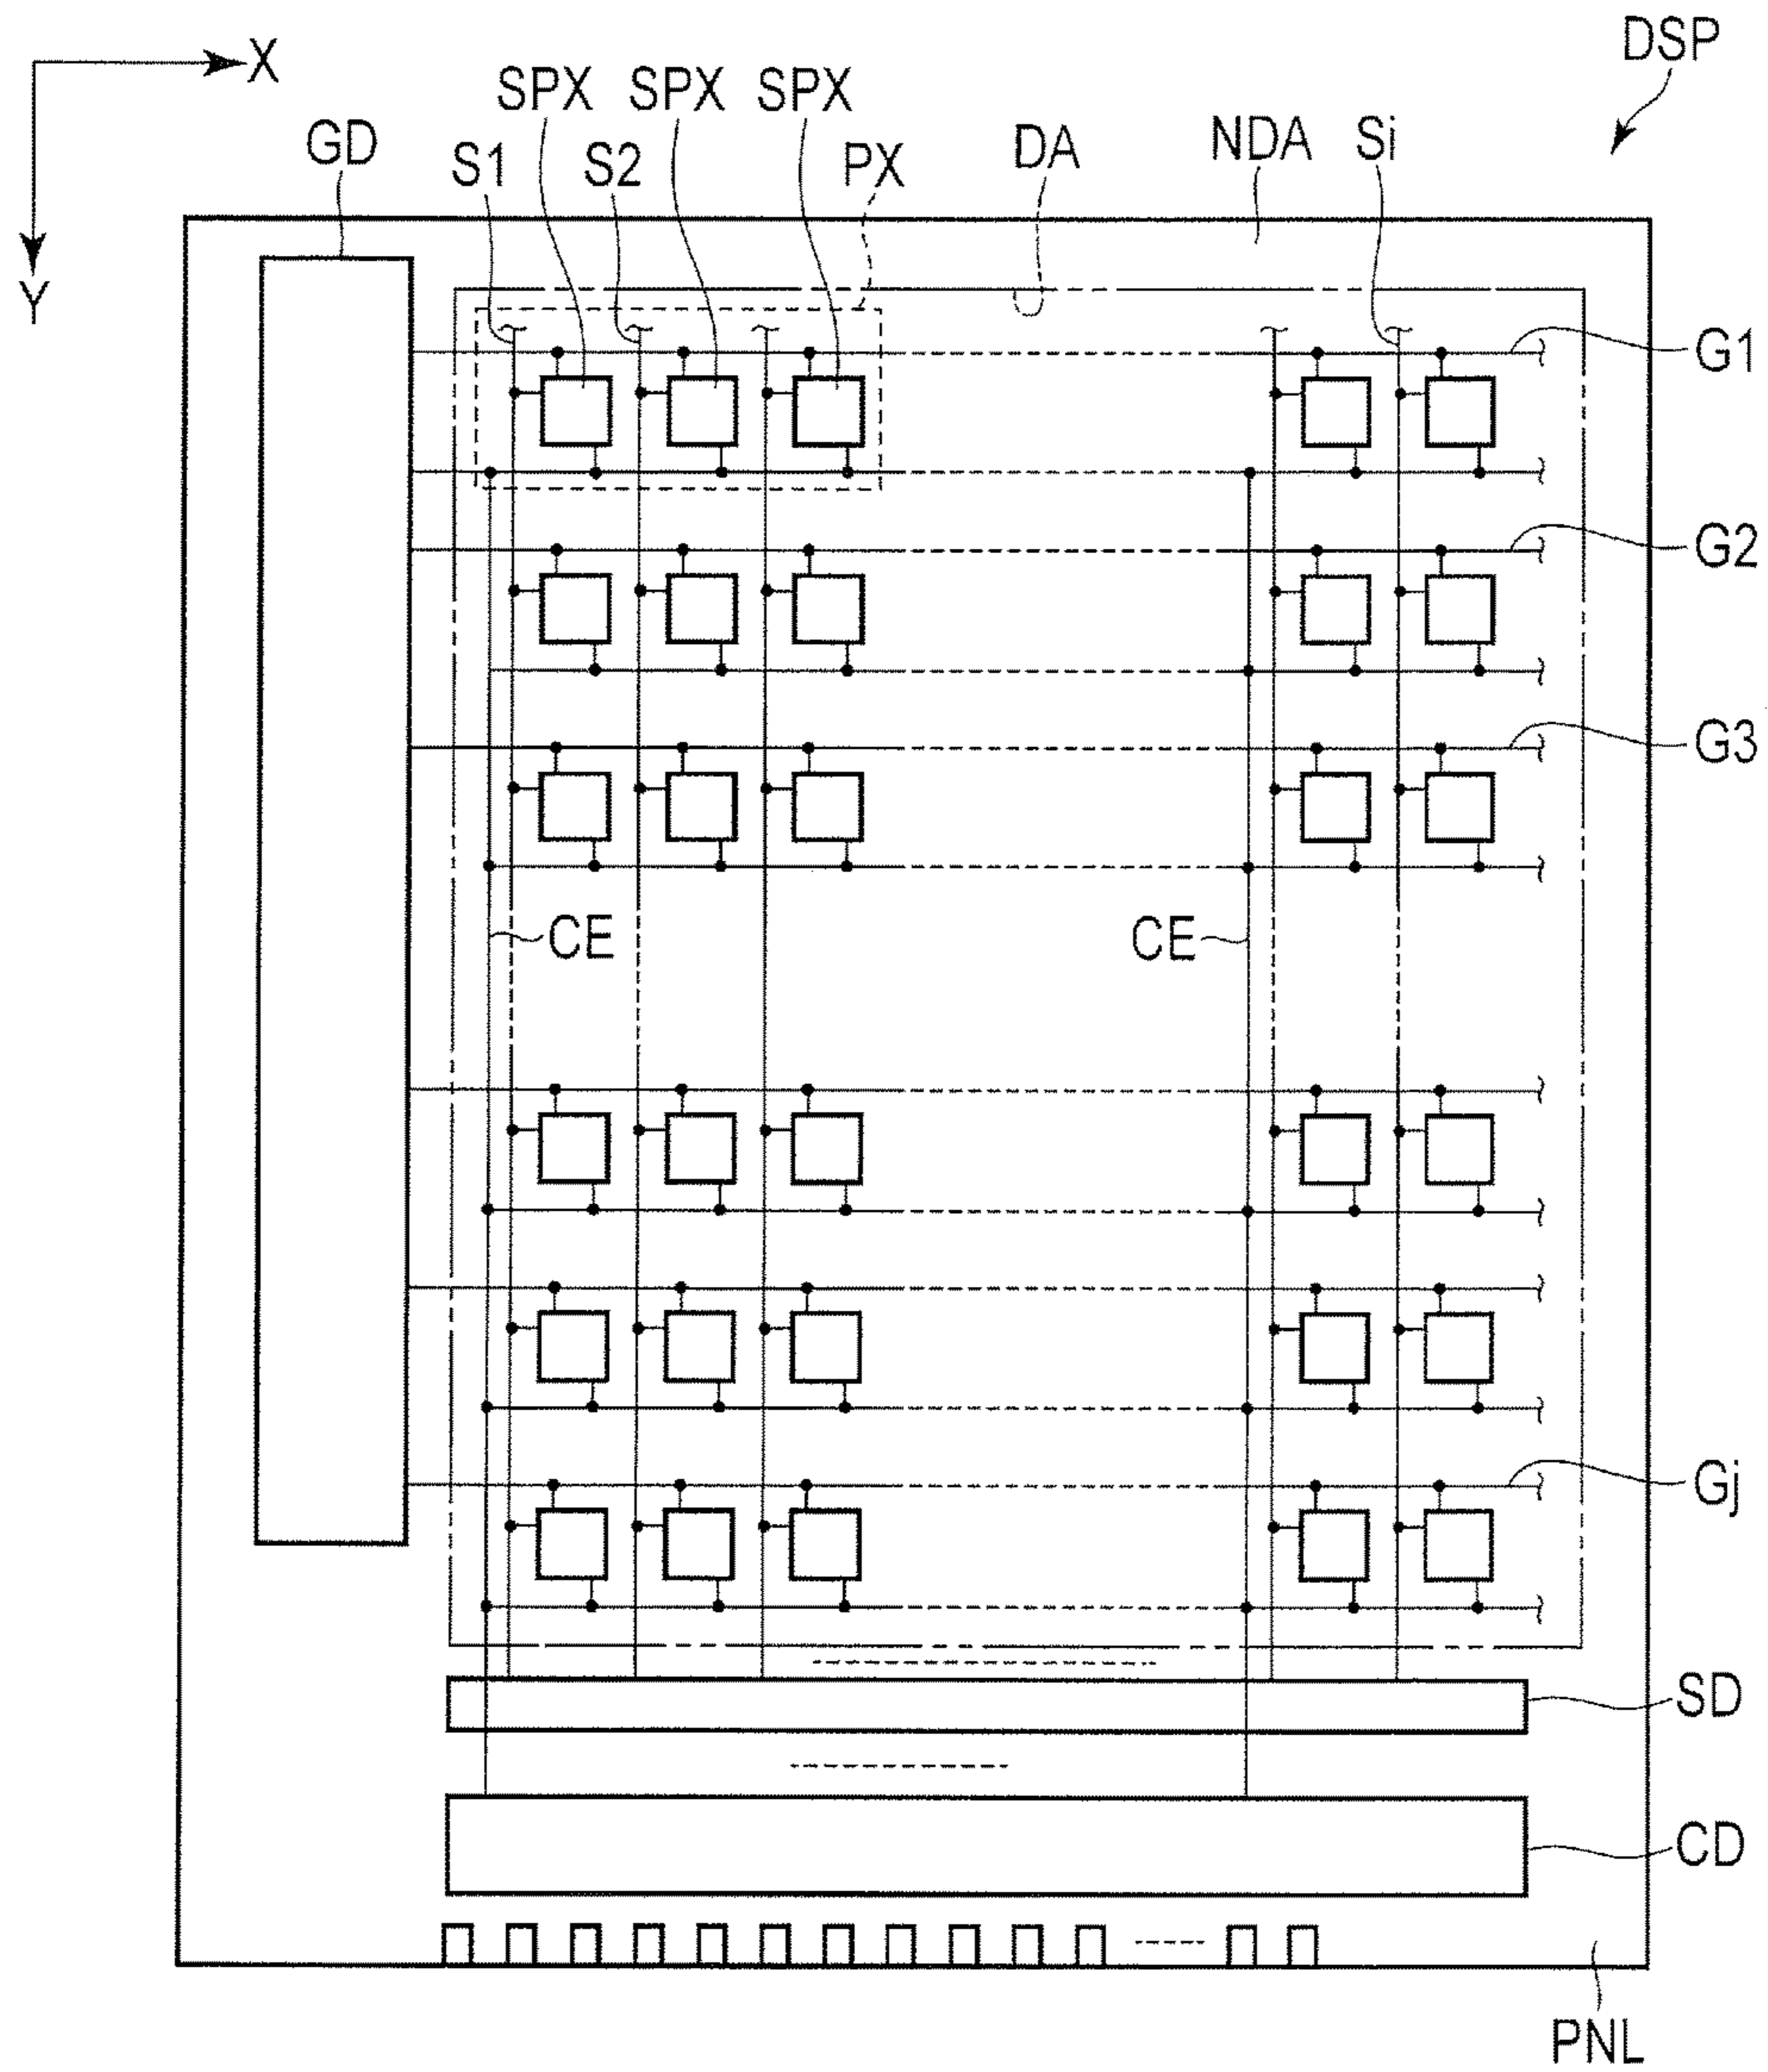 DSP
X
SPX SPX SPX
GD
S1
S2
PX
DA
NDA
Si
Y
G1
G2
G3
CE
CE
Gj
SD
CD
PNL